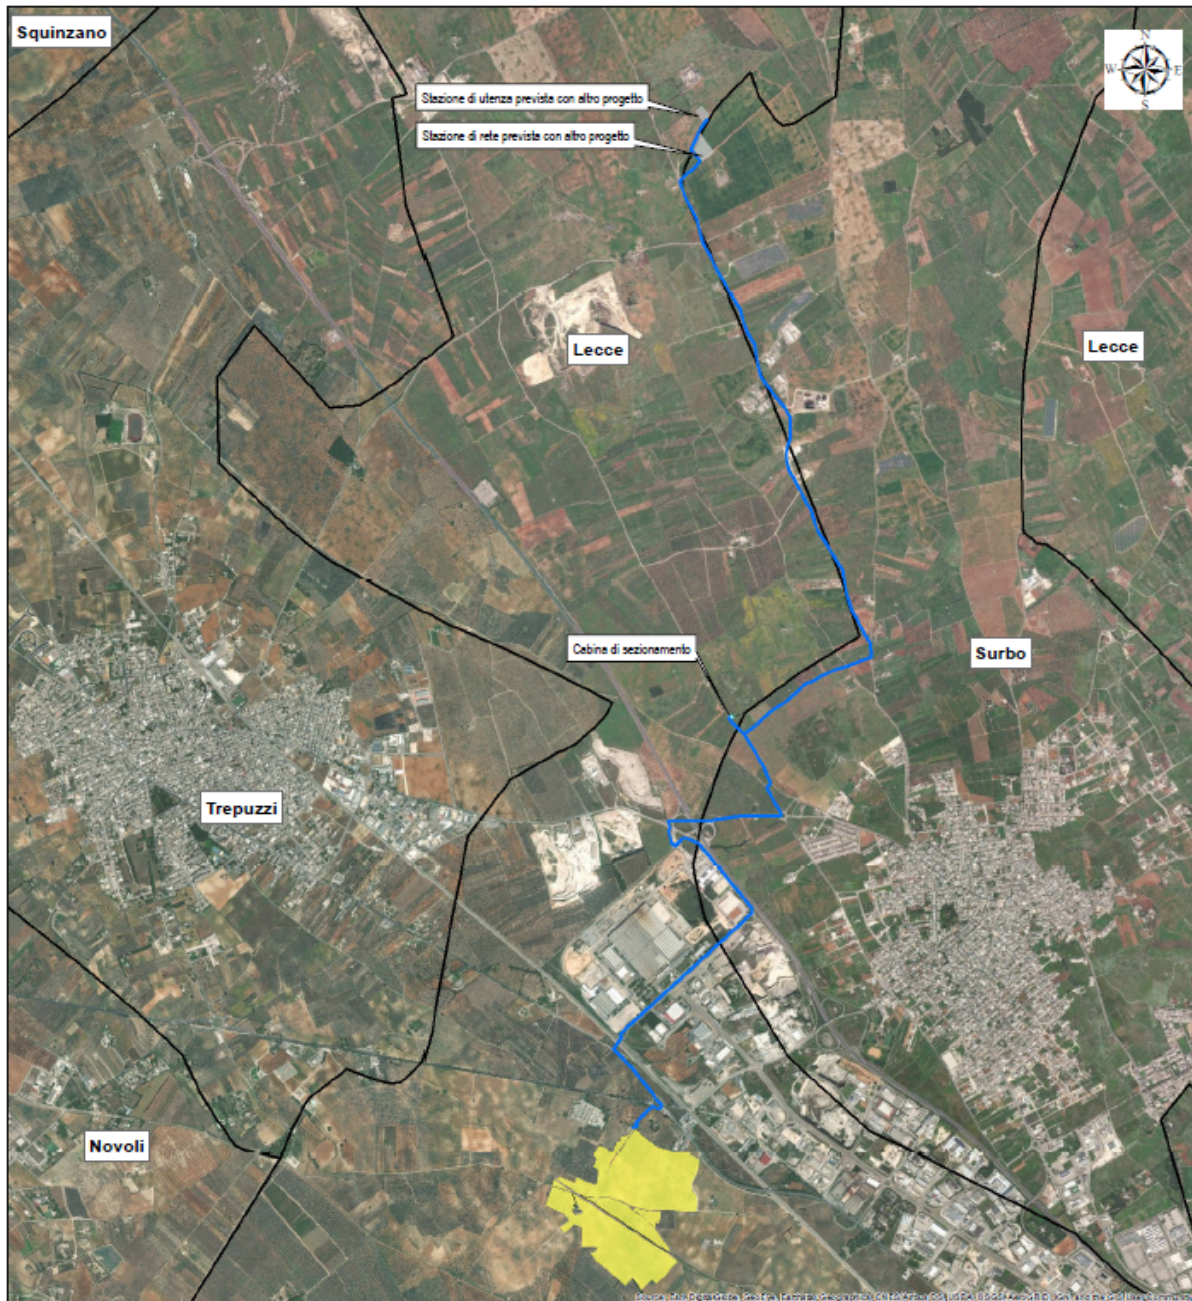 Squinzano
N
W E
S
Stazione di utenza prevista con altro progetto
Stazione di rete prevista con altro progetto
Lecce
Lecce
Cabina di sezionamento
Surbo
Trepuzzi
Novoli